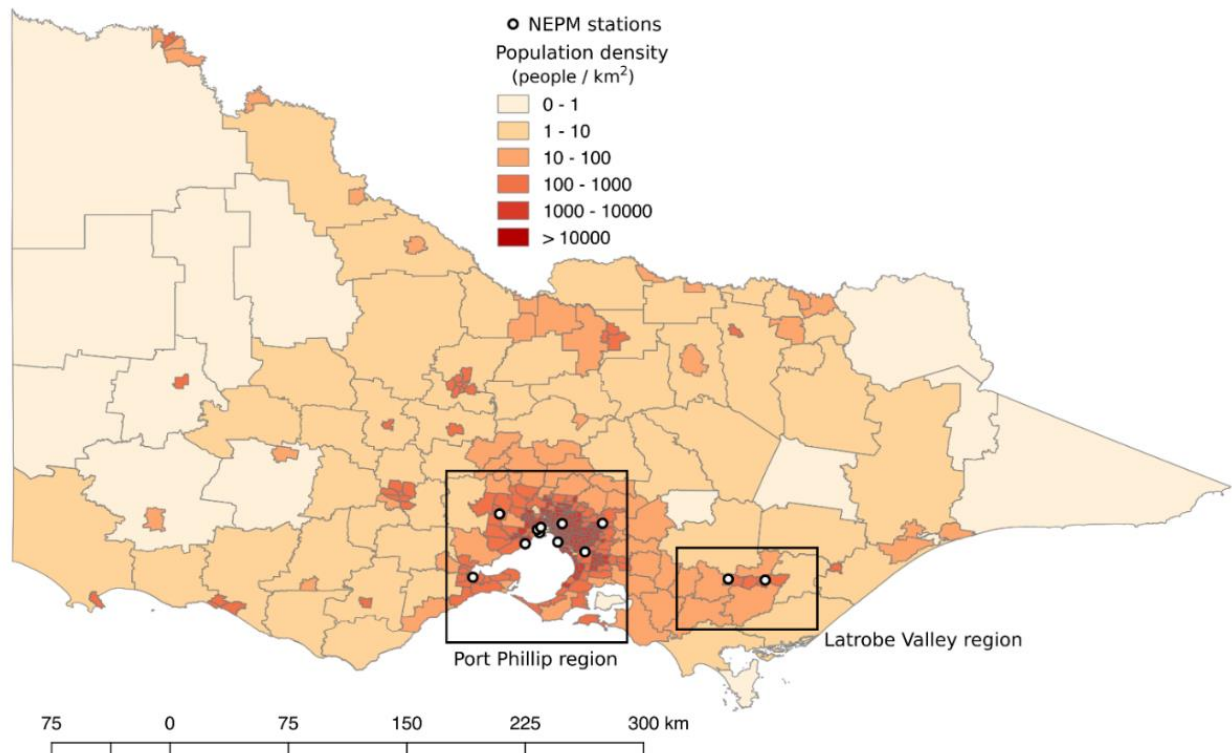 NEPM stations
Population density
(people / km²)
0 - 1
1 - 10
10 - 100
100 - 1000
1000 - 10000
> 10000
Latrobe Valley region
Port Phillip region
75 0 75 150 225 300 km